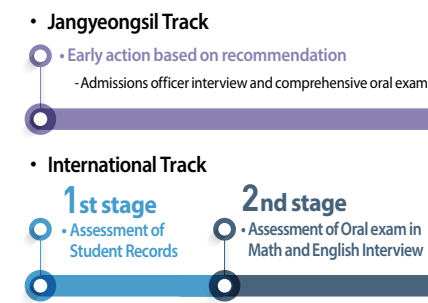 • Jangyeongsil Track
• Early action based on recommendation
- Admissions officer interview and comprehensive oral exam
• International Track
1st stage
• Assessment of
Student Records
2nd stage
• Assessment of Oral exam in
Math and English Interview